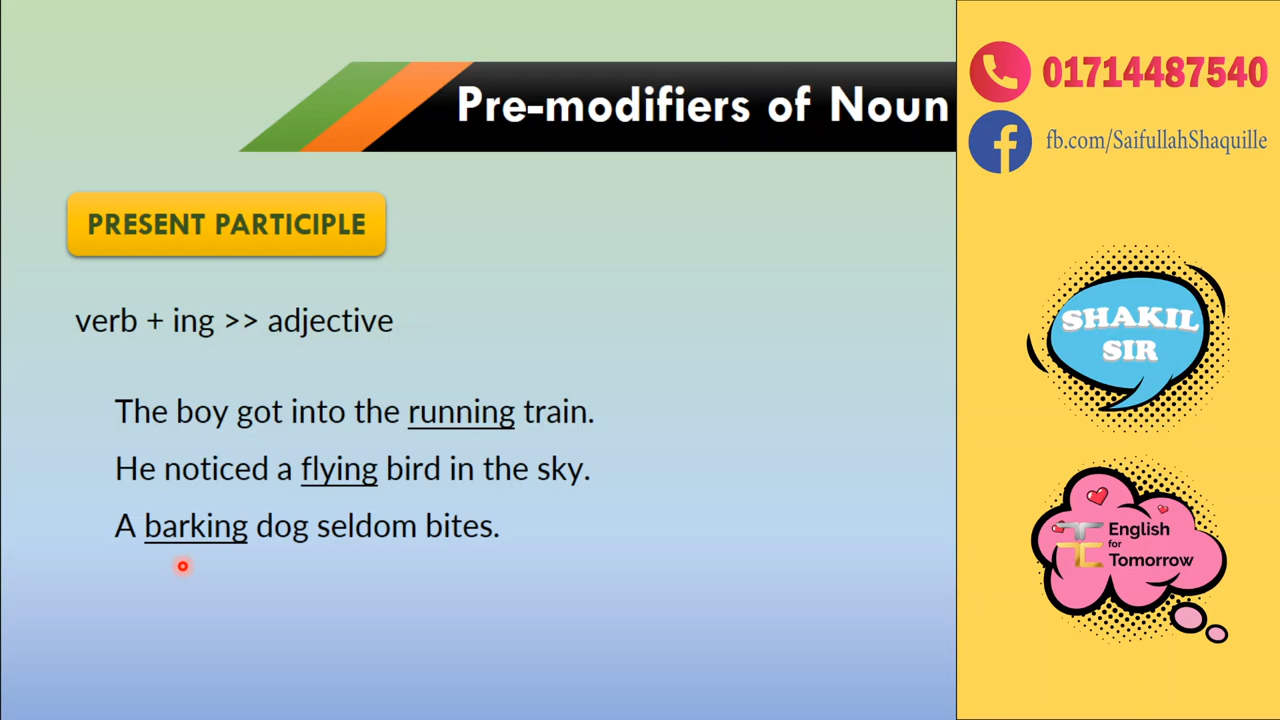 Pre-modifiers of Noun
PRESENT PARTICIPLE
verb + ing >> adjective
The boy got into the running train.
He noticed a flying bird in the sky.
A barking dog seldom bites.
01714487540
fb.com/SaifullahShaquille
SHAKIL
SIR
English
for
Tomorrow